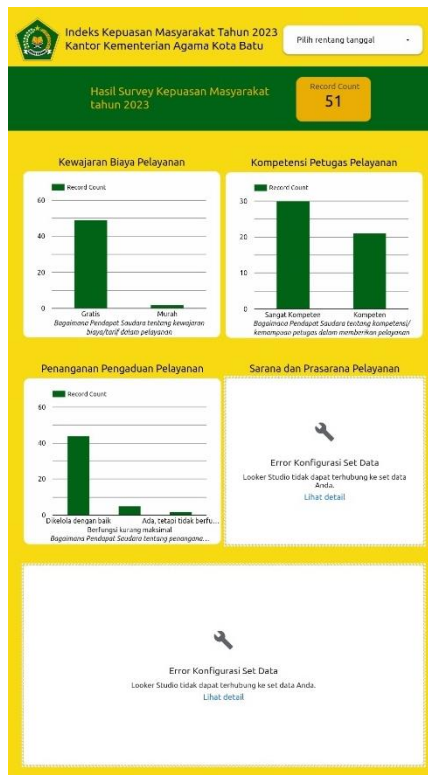 Indeks Kepuasan Masyarakat Tahun 2023
Kantor Kementerian Agama Kota Batu
Pilih rentang tanggal
Hasil Survey Kepuasan Masyarakat
tahun 2023
Record Count
51
Kewajaran Biaya Pelayanan
Record Count
60
40
20
0
Gratis
Murah
Bagaimana Pendapat Saudara tentang kewajaran
biaya/tarif dalam pelayanan
Kompetensi Petugas Pelayanan
Record Count
30
20
10
0
Sangat Kompeten
Kompeten
Bagaimana Pendapat Saudara tentang kompetensi/
kemampuan petugas dalam memberikan pelayanan
Penanganan Pengaduan Pelayanan
Record Count
60
40
20
0
Dikelola dengan baik
Ada, tetapi tidak berfu...
Berfungsi kurang maksimal
Bagaimana Pendapat Saudara tentang penangana...
Sarana dan Prasarana Pelayanan
Error Konfigurasi Set Data
Looker Studio tidak dapat terhubung ke set data
Anda.
Lihat detail
Error Konfigurasi Set Data
Looker Studio tidak dapat terhubung ke set data Anda.
Lihat detail